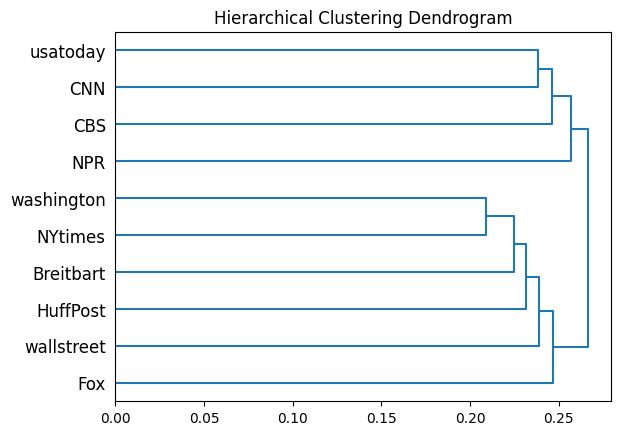 Hierarchical Clustering Dendrogram
usatoday
CNN
CBS
NPR
washington
NYtimes
Breitbart
HuffPost
wallstreet
Fox
0.00 0.05 0.10 0.15 0.20 0.25